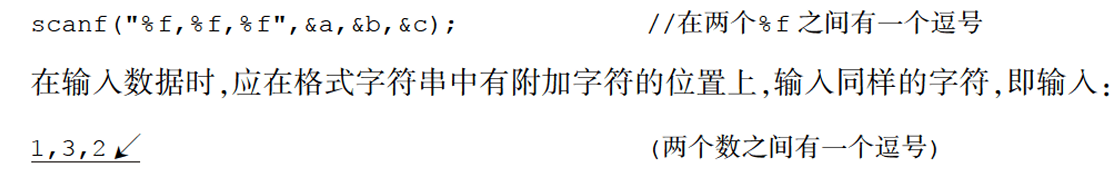 scanf("%f,%f,%f",&a,&b,&c); //在两个%f 之间有一个逗号
在输入数据时,应在格式字符串中有附加字符的位置上,输入同样的字符,即输入:
1,3,2↙ (两个数之间有一个逗号)